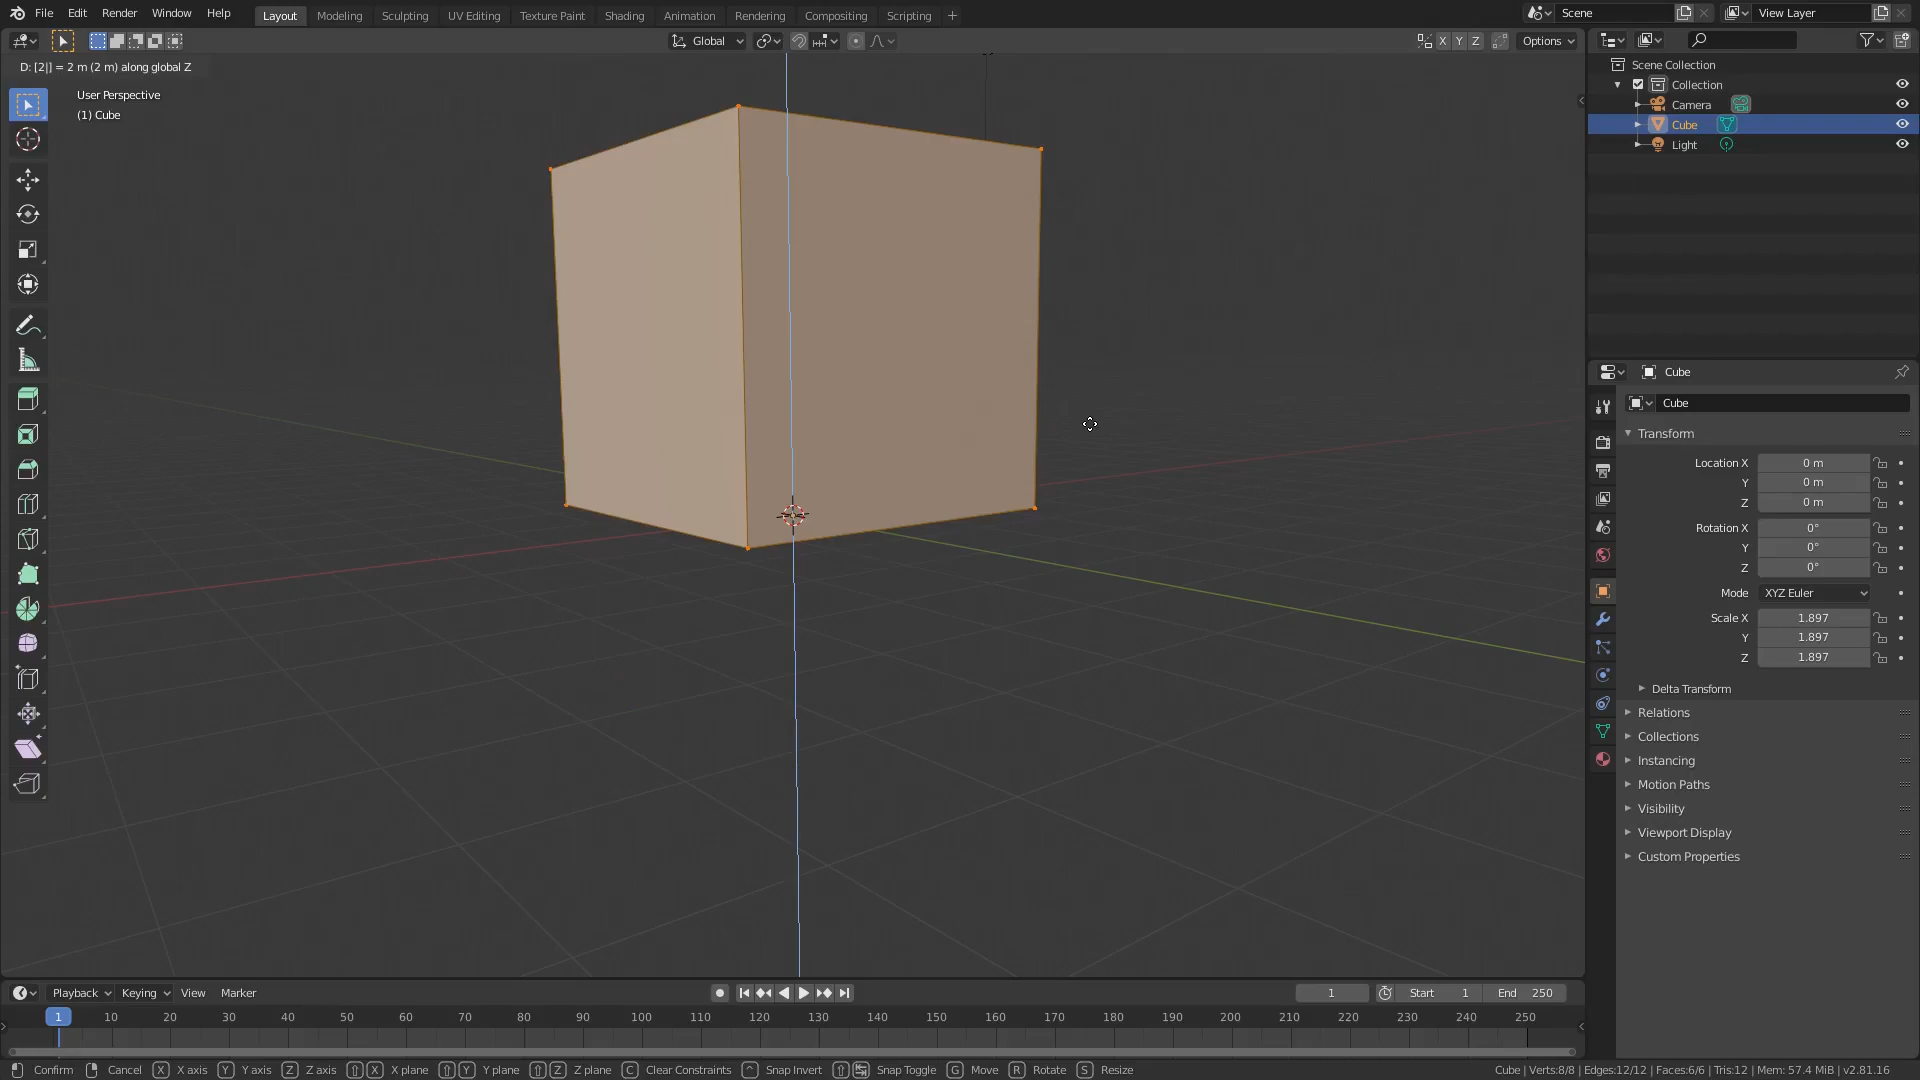 File Edit Render Window Help Layout Modeling Sculpting UV Editing Texture Paint Shading Animation Rendering Compositing Scripting + Scene View Layer
Global X Y Z Options
D: [2|] = 2 m (2 m) along global Z
User Perspective
(1) Cube
Scene Collection
Collection
Camera
Cube
Light
Cube
Cube
Transform
Location X 0 m
Y 0 m
Z 0 m
Rotation X 0°
Y 0°
Z 0°
Mode XYZ Euler
Scale X 1.897
Y 1.897
Z 1.897
Delta Transform
Relations
Collections
Instancing
Motion Paths
Visibility
Viewport Display
Custom Properties
Playback Keying View Marker 1 Start 1 End 250
1 10 20 30 40 50 60 70 80 90 100 110 120 130 140 150 160 170 180 190 200 210 220 230 240 250
Confirm Cancel X X axis Y Y axis Z Z axis X X plane Y Y plane Z Z plane C Clear Constraints ^ Snap Invert Snap Toggle G Move R Rotate S Resize Cube | Verts:8/8 | Edges:12/12 | Faces:6/6 | Tris:12 | Mem: 57.4 MiB | v2.81.16